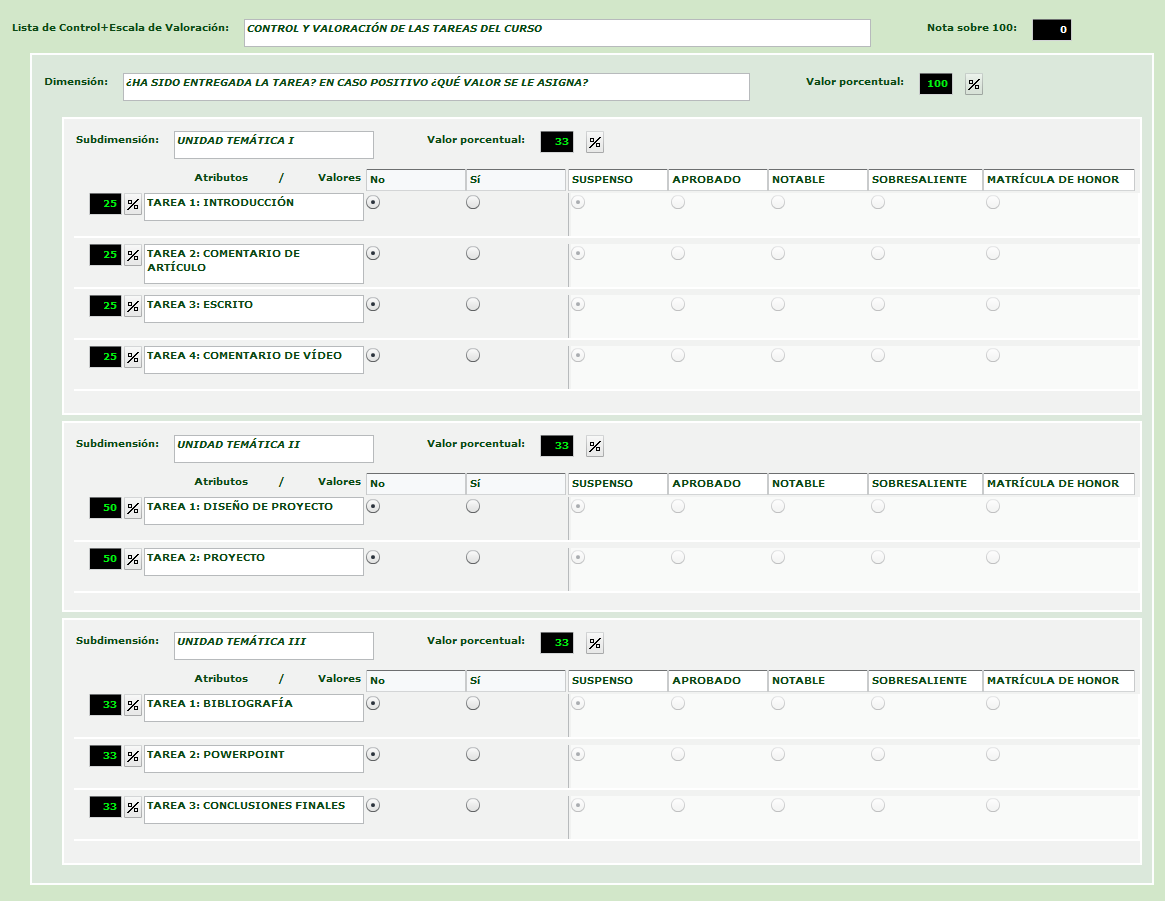 Lista de Control+Escala de Valoración: CONTROL Y VALORACIÓN DE LAS TAREAS DEL CURSO Nota sobre 100: 0
Dimensión: ¿HA SIDO ENTREGADA LA TAREA? EN CASO POSITIVO ¿QUÉ VALOR SE LE ASIGNA? Valor porcentual: 100 %
Subdimensión: UNIDAD TEMÁTICA I Valor porcentual: 33 %
Atributos / Valores No Sí SUSPENSO APROBADO NOTABLE SOBRESALIENTE MATRÍCULA DE HONOR
25 % TAREA 1: INTRODUCCIÓN
25 % TAREA 2: COMENTARIO DE
ARTÍCULO
25 % TAREA 3: ESCRITO
25 % TAREA 4: COMENTARIO DE VÍDEO
Subdimensión: UNIDAD TEMÁTICA II Valor porcentual: 33 %
Atributos / Valores No Sí SUSPENSO APROBADO NOTABLE SOBRESALIENTE MATRÍCULA DE HONOR
50 % TAREA 1: DISEÑO DE PROYECTO
50 % TAREA 2: PROYECTO
Subdimensión: UNIDAD TEMÁTICA III Valor porcentual: 33 %
Atributos / Valores No Sí SUSPENSO APROBADO NOTABLE SOBRESALIENTE MATRÍCULA DE HONOR
33 % TAREA 1: BIBLIOGRAFÍA
33 % TAREA 2: POWERPOINT
33 % TAREA 3: CONCLUSIONES FINALES